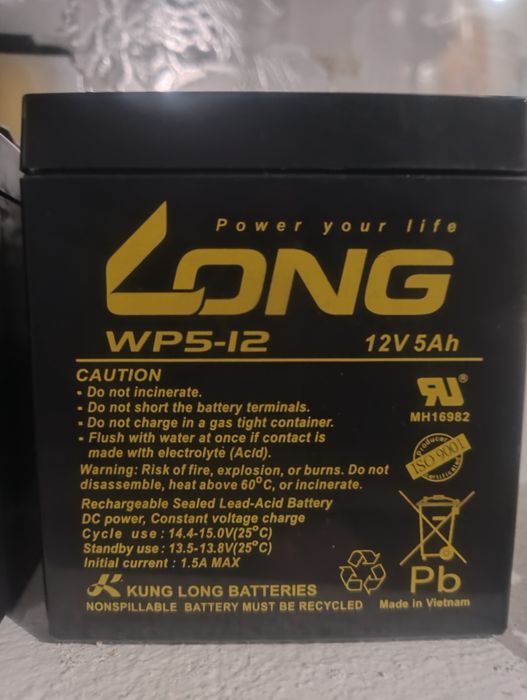 Power your life
LONG
WP5-12 12V 5Ah
CAUTION
- Do not incinerate.
- Do not short the battery terminals.
- Do not charge in a gas tight container.
- Flush with water at once if contact is
made with electrolyte (Acid).
RU®
MH16982
producer
ISO 9001
certificated
Warning: Risk of fire, explosion, or burns. Do not
disassemble, heat above 60°C, or incinerate.
Rechargeable Sealed Lead-Acid Battery
DC power, Constant voltage charge
Cycle use : 14.4-15.0V(25°C)
Standby use : 13.5-13.8V(25°C)
Initial current : 1.5A MAX
Pb
KUNG LONG BATTERIES
NONSPILLABLE BATTERY MUST BE RECYCLED Made in Vietnam